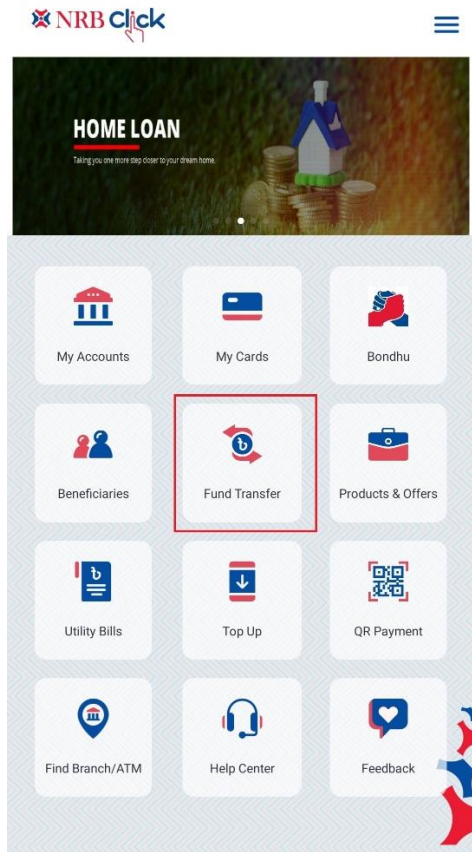 NRB Click
HOME LOAN
Taking you one more step closer to your dream home.
My Accounts
My Cards
Bondhu
Beneficiaries
Fund Transfer
Products & Offers
Utility Bills
Top Up
QR Payment
Find Branch/ATM
Help Center
Feedback